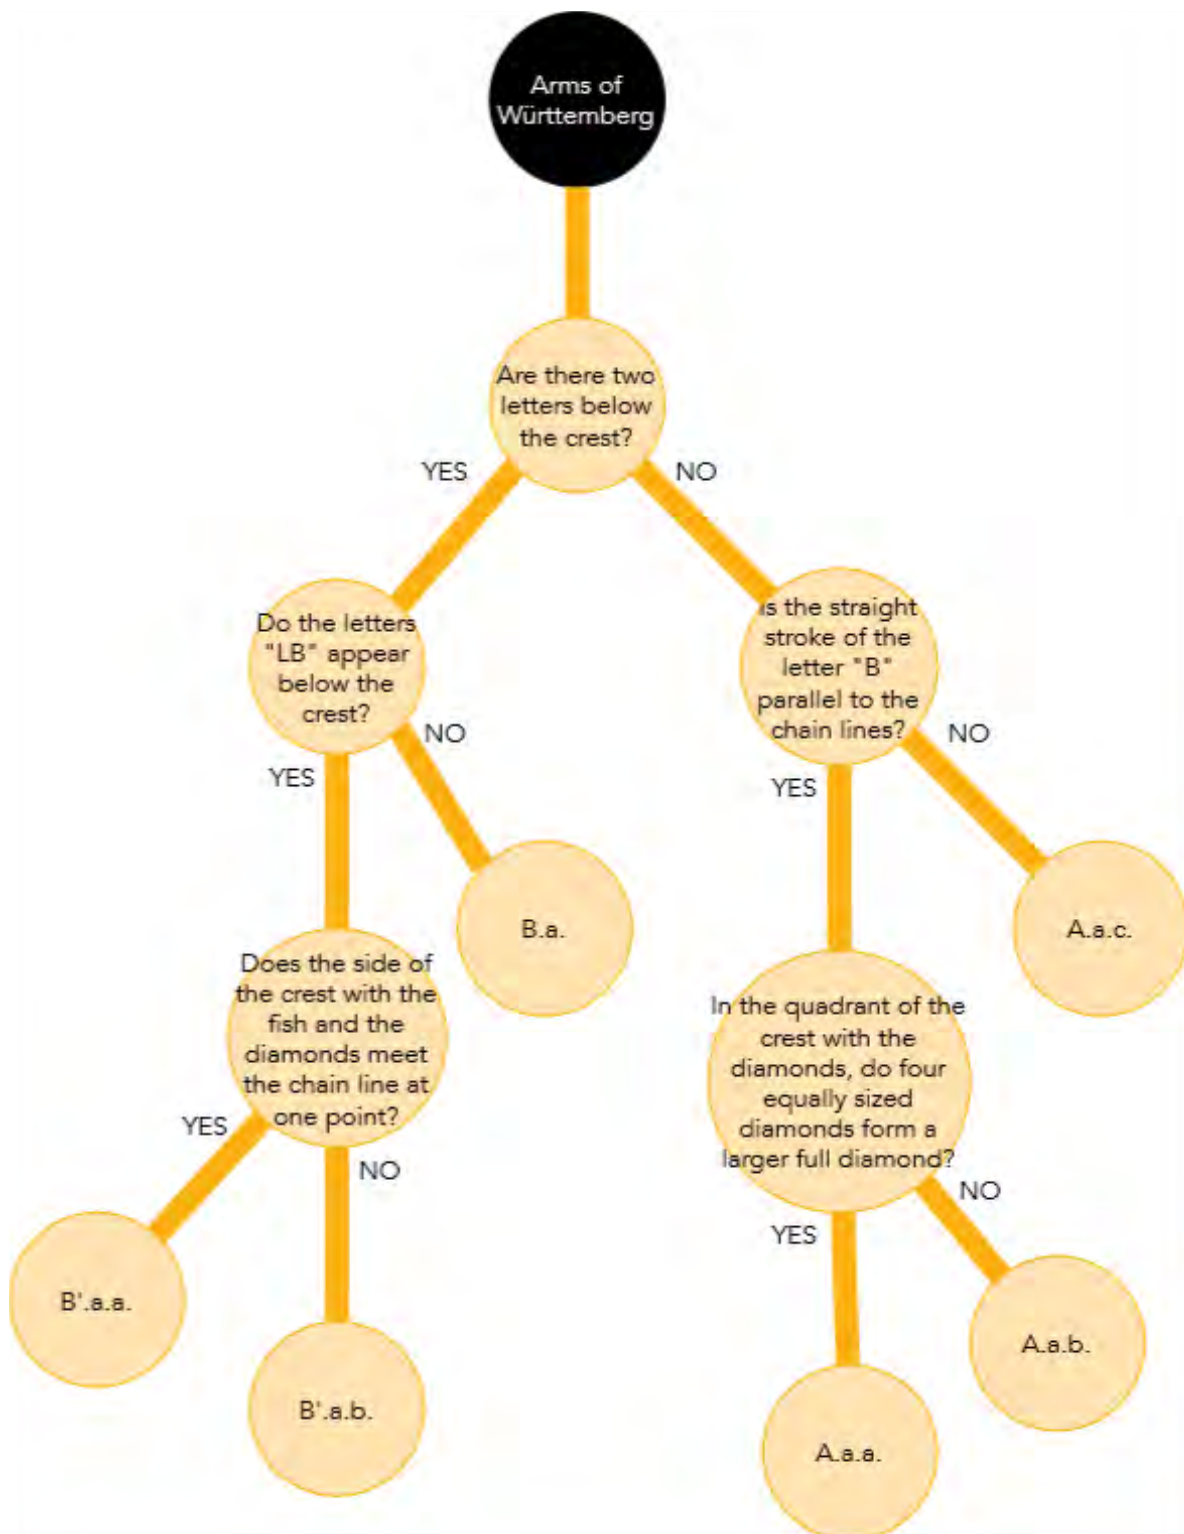 Arms of
Württemberg
Are there two
letters below
the crest?
YES
NO
Do the letters
"LB" appear
below the
crest?
Is the straight
stroke of the
letter "B"
parallel to the
chain lines?
NO
YES
NO
YES
B.a.
A.a.c.
Does the side of
the crest with the
fish and the
diamonds meet
the chain line at
one point?
In the quadrant of the
crest with the
diamonds, do four
equally sized
diamonds form a
larger full diamond?
YES
NO
NO
YES
B'.a.a.
A.a.b.
B'.a.b.
A.a.a.